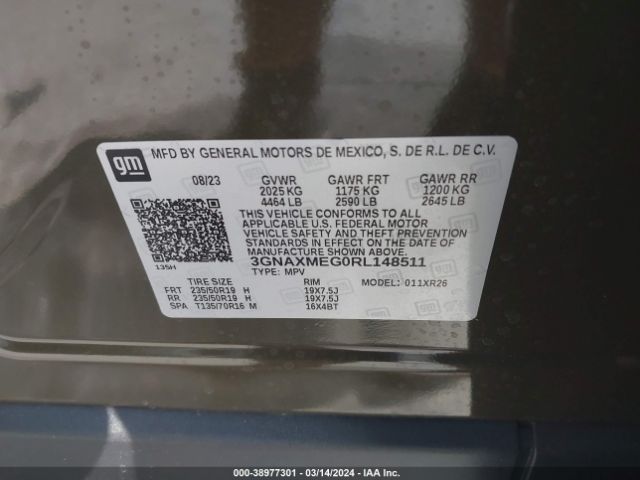 gm MFD BY GENERAL MOTORS DE MEXICO, S. DE R.L. DE C.V.
08/23 GVWR GAWR FRT GAWR RR
2025 KG 1175 KG 1200 KG
4464 LB 2590 LB 2645 LB
THIS VEHICLE CONFORMS TO ALL
APPLICABLE U.S. FEDERAL MOTOR
VEHICLE SAFETY, BUMPER, AND THEFT
PREVENTION STANDARDS IN EFFECT ON
THE DATE OF MANUFACTURE SHOWN
ABOVE.
3GNAXMEG0RL148511
135H TYPE: MPV
TIRE SIZE RIM MODEL: 011XR26
FRT 235/50R19 H 19X7.5J
RR 235/50R19 H 19X7.5J
SPA T135/70R16 M 16X4BT
000-38977301 - 03/14/2024 - IAA Inc.